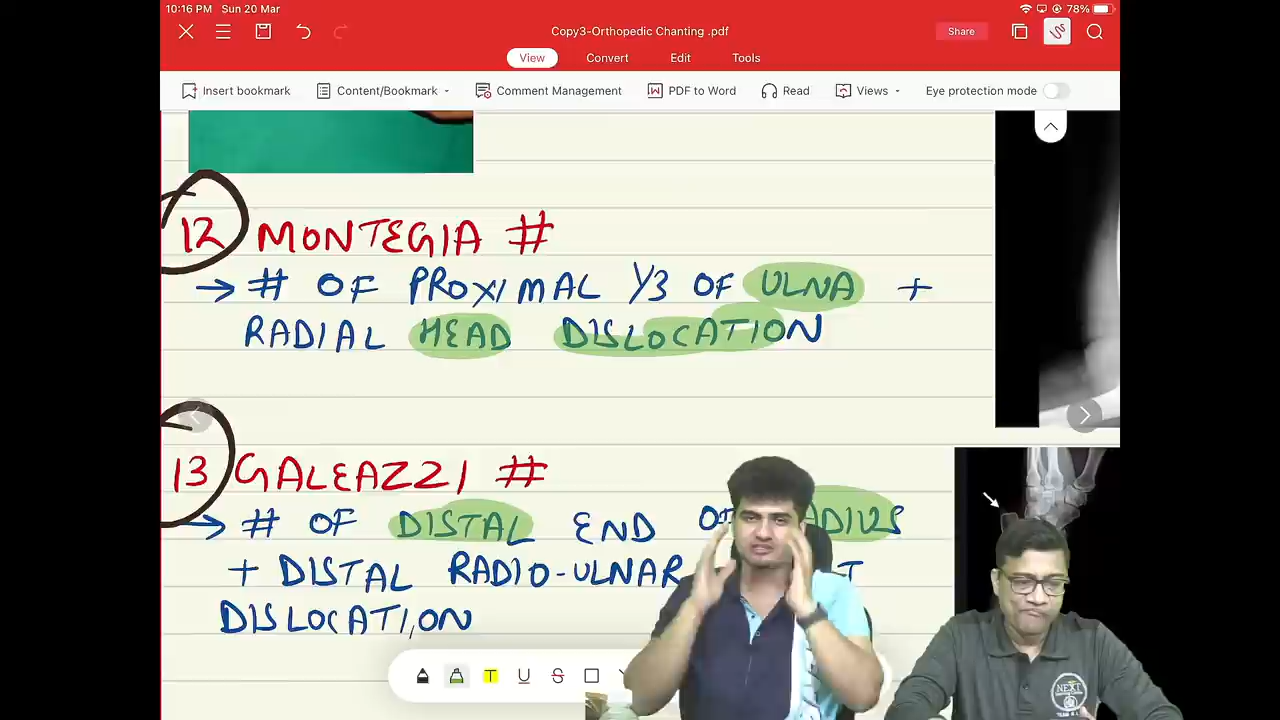 10:16 PM Sun 20 Mar
78%
Copy3-Orthopedic Chanting .pdf
Share
View Convert Edit Tools
Insert bookmark Content/Bookmark Comment Management PDF to Word Read Views Eye protection mode
12 MONTEGIA #
→ # OF PROXIMAL 1/3 OF ULNA +
RADIAL HEAD DISLOCATION
13 GALEAZZI #
→ # OF DISTAL END
+ DISTAL RADIO-ULNAR
DISLOCATION
T U S
NEXT